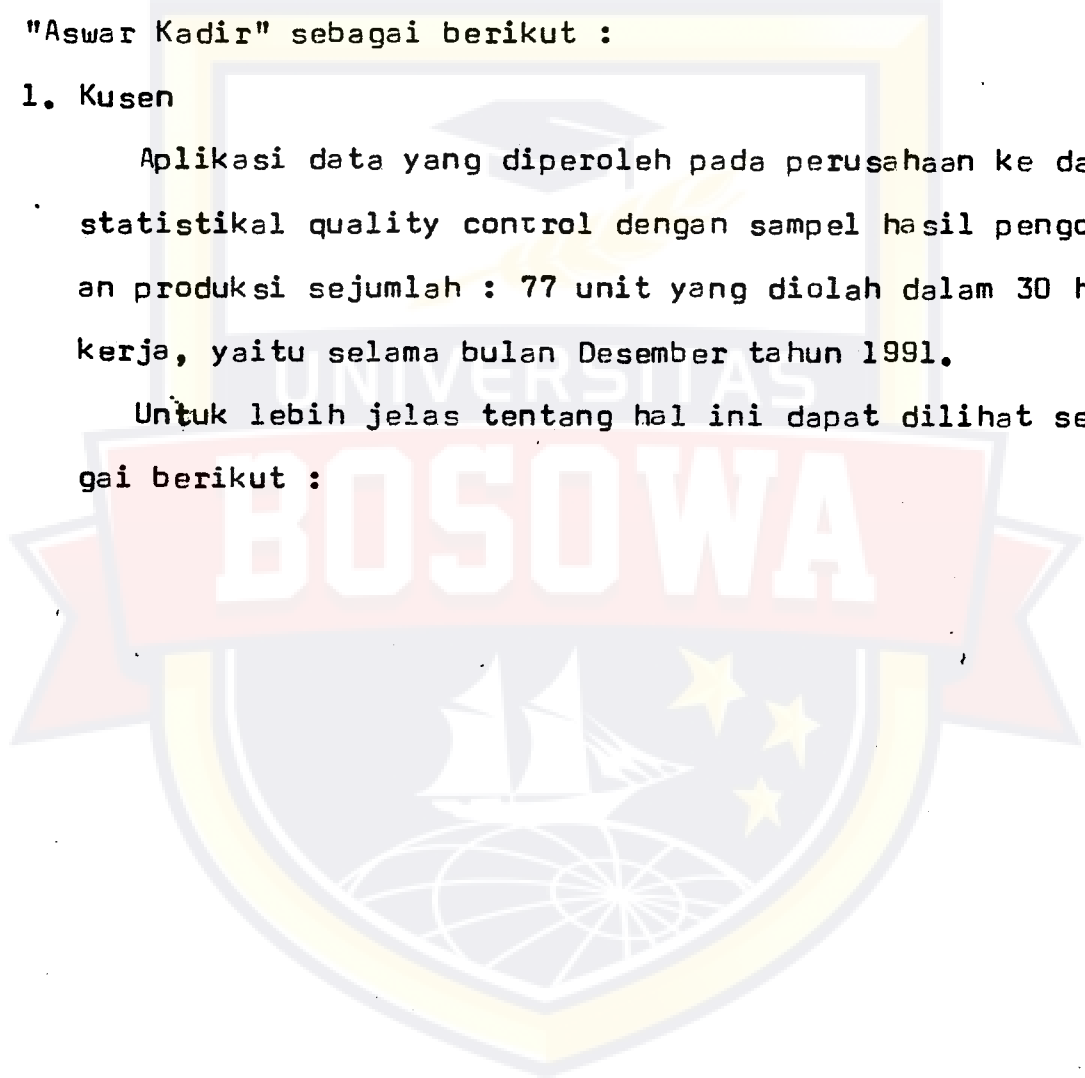 "Aswar Kadir" sebagai berikut :
1. Kusen
Aplikasi data yang diperoleh pada perusahaan ke da
statistikal quality control dengan sampel hasil pengo
an produksi sejumlah : 77 unit yang diolah dalam 30 h
kerja, yaitu selama bulan Desember tahun 1991.
UNIVERSITAS
Untuk lebih jelas tentang hal ini dapat dilihat se
gai berikut :
BOSOWA